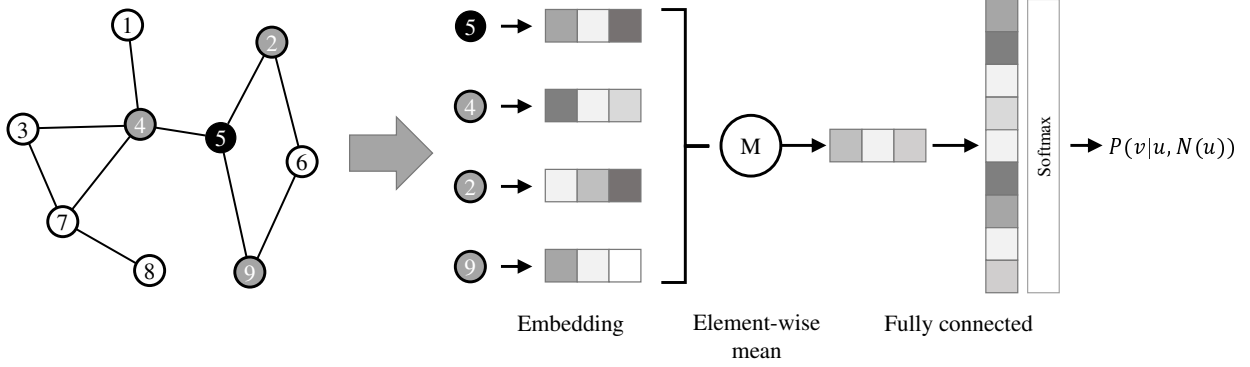 1
2
3
4
5
6
7
8
9
5
4
2
9
M
Softmax
P(v|u, N(u))
Embedding
Element-wise
mean
Fully connected